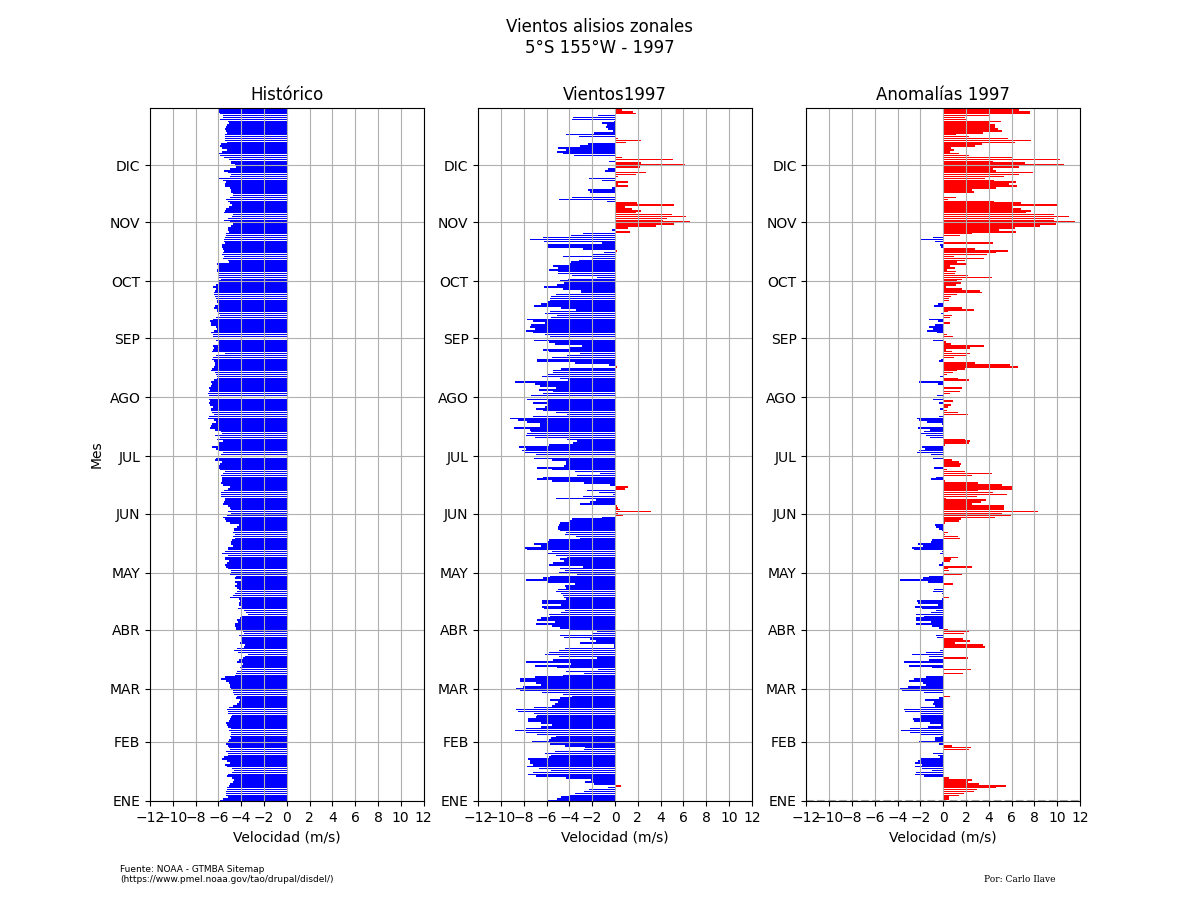 Vientos alisios zonales
5°S 155°W - 1997
Histórico
Vientos1997
Anomalías 1997
DIC
NOV
OCT
SEP
AGO
JUL
JUN
MAY
ABR
MAR
FEB
ENE
DIC
NOV
OCT
SEP
AGO
JUL
JUN
MAY
ABR
MAR
FEB
ENE
DIC
NOV
OCT
SEP
AGO
JUL
JUN
MAY
ABR
MAR
FEB
ENE
Mes
−12 −10 −8 −6 −4 −2 0 2 4 6 8 10 12
−12 −10 −8 −6 −4 −2 0 2 4 6 8 10 12
−12 −10 −8 −6 −4 −2 0 2 4 6 8 10 12
Velocidad (m/s)
Velocidad (m/s)
Velocidad (m/s)
Fuente: NOAA - GTMBA Sitemap
(https://www.pmel.noaa.gov/tao/drupal/disdel/)
Por: Carlo Ilave